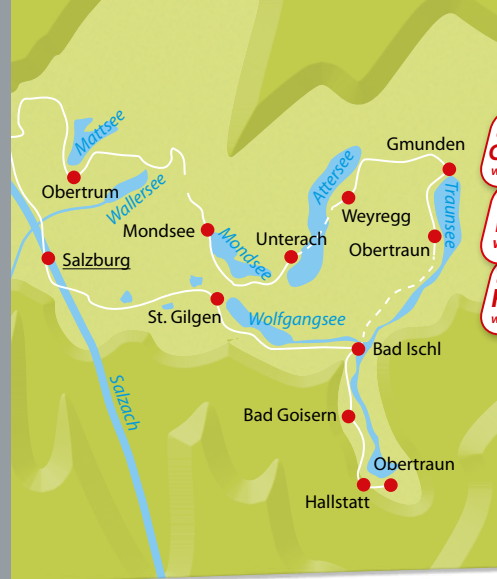 Mattsee
Gmunden
Obertrum
Wallersee
Attersee
Traunsee
Weyregg
Mondsee
Mondsee
Unterach
Obertraun
Salzburg
St. Gilgen
Wolfgangsee
Bad Ischl
Salzach
Bad Goisern
Obertraun
Hallstatt